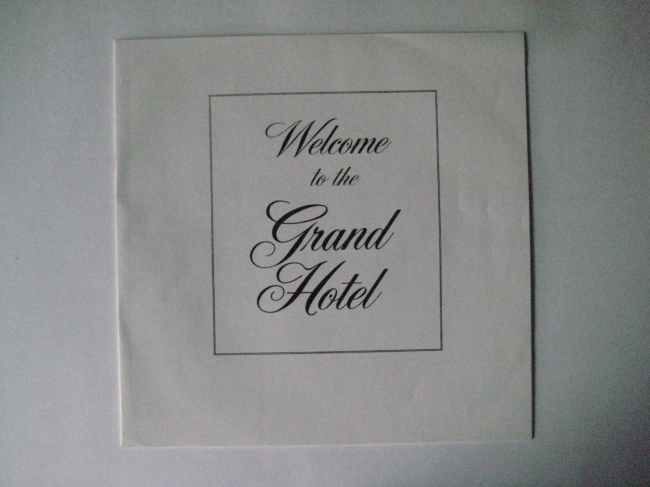 Welcome
to the
Grand
Hotel